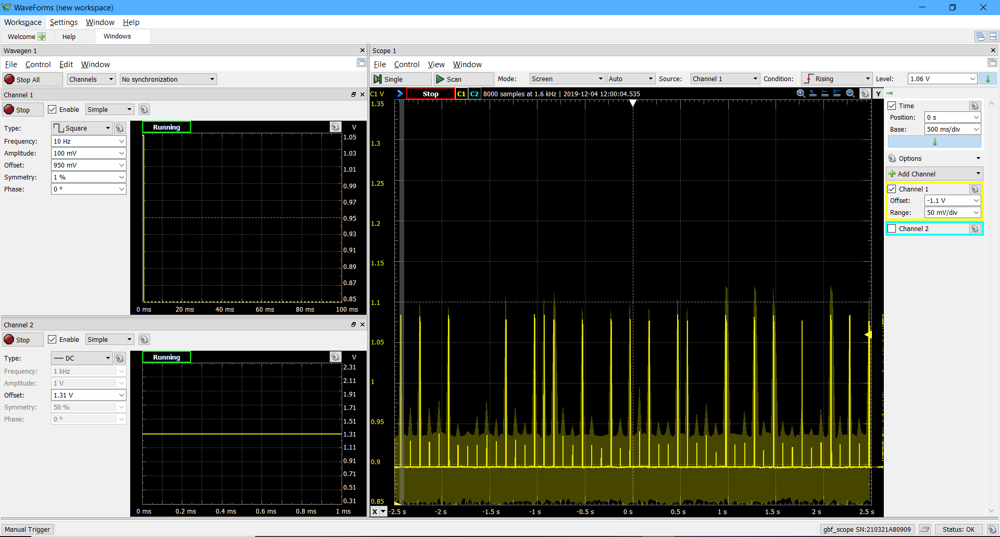 WaveForms (new workspace)
Workspace Settings Window Help
Welcome Help Windows
Wavegen 1
File Control Edit Window
Stop All Channels No synchronization
Channel 1
Stop Enable Simple
Type: Square
Frequency: 10 Hz
Amplitude: 100 mV
Offset: 950 mV
Symmetry: 1 %
Phase: 0 º
Running V
1.05
1.03
1.01
0.99
0.97
0.95
0.93
0.91
0.89
0.87
0.85
0 ms 20 ms 40 ms 60 ms 80 ms 100 ms
Channel 2
Stop Enable Simple
Type: DC
Frequency: 1 kHz
Amplitude: 1 V
Offset: 1.31 V
Symmetry: 50 %
Phase: 0 º
Running V
2.31
2.11
1.91
1.71
1.51
1.31
1.11
0.91
0.71
0.51
0.31
0 ms 0.2 ms 0.4 ms 0.6 ms 0.8 ms 1 ms
Manual Trigger
Scope 1
File Control View Window
Single Scan Mode: Screen Auto Source: Channel 1 Condition: Rising Level: 1.06 V
C1 V Stop C1 C2 8000 samples at 1.6 kHz | 2019-12-04 12:00:04.535 Y
1.35
1.3
1.25
1.2
1.15
1.1
1.05
1
0.95
0.9
0.85
X -2.5 s -2 s -1.5 s -1 s -0.5 s 0 s 0.5 s 1 s 1.5 s 2 s 2.5 s
Time
Position: 0 s
Base: 500 ms/div
Options
Add Channel
Channel 1
Offset: -1.1 V
Range: 50 mV/div
Channel 2
gbf_scope SN:210321A80909 Status: OK